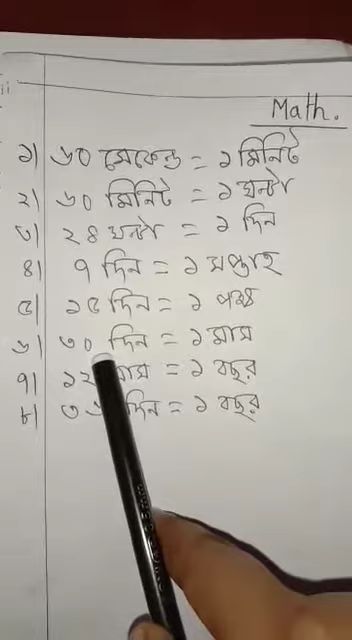 Math.
১) ৬০ সেকেন্ড = ১ মিনিট
২) ৬০ মিনিট = ১ ঘন্টা
৩) ২৪ ঘন্টা = ১ দিন
৪) ৭ দিন = ১ সপ্তাহ
৫) ১৫ দিন = ১ পক্ষ
৬) ৩০ দিন = ১ মাস
৭) ১২ মাস = ১ বছর
৮) ৩৬ দিন = ১ বছর